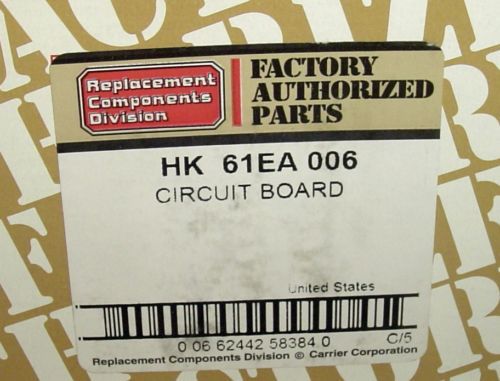 Replacement
Components
Division
FACTORY
AUTHORIZED
PARTS
HK 61EA 006
CIRCUIT BOARD
United States
0 06 62442 58384 0
C/5
Replacement Components Division © Carrier Corporation